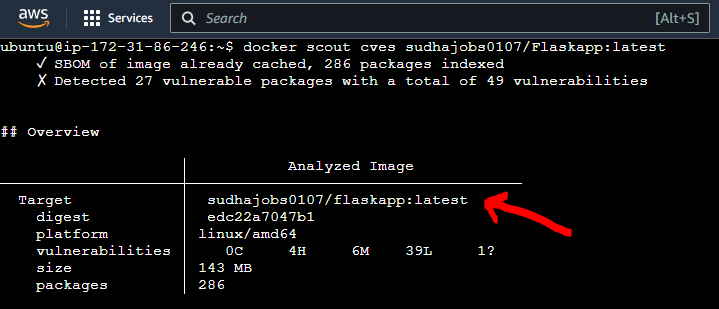 aws Services Search [Alt+S]
ubuntu@ip-172-31-86-246:~$ docker scout cves sudhajobs0107/Flaskapp:latest
✓ SBOM of image already cached, 286 packages indexed
✗ Detected 27 vulnerable packages with a total of 49 vulnerabilities
## Overview
Analyzed Image
Target sudhajobs0107/flaskapp:latest
digest edc22a7047b1
platform linux/amd64
vulnerabilities 0C 4H 6M 39L 1?
size 143 MB
packages 286